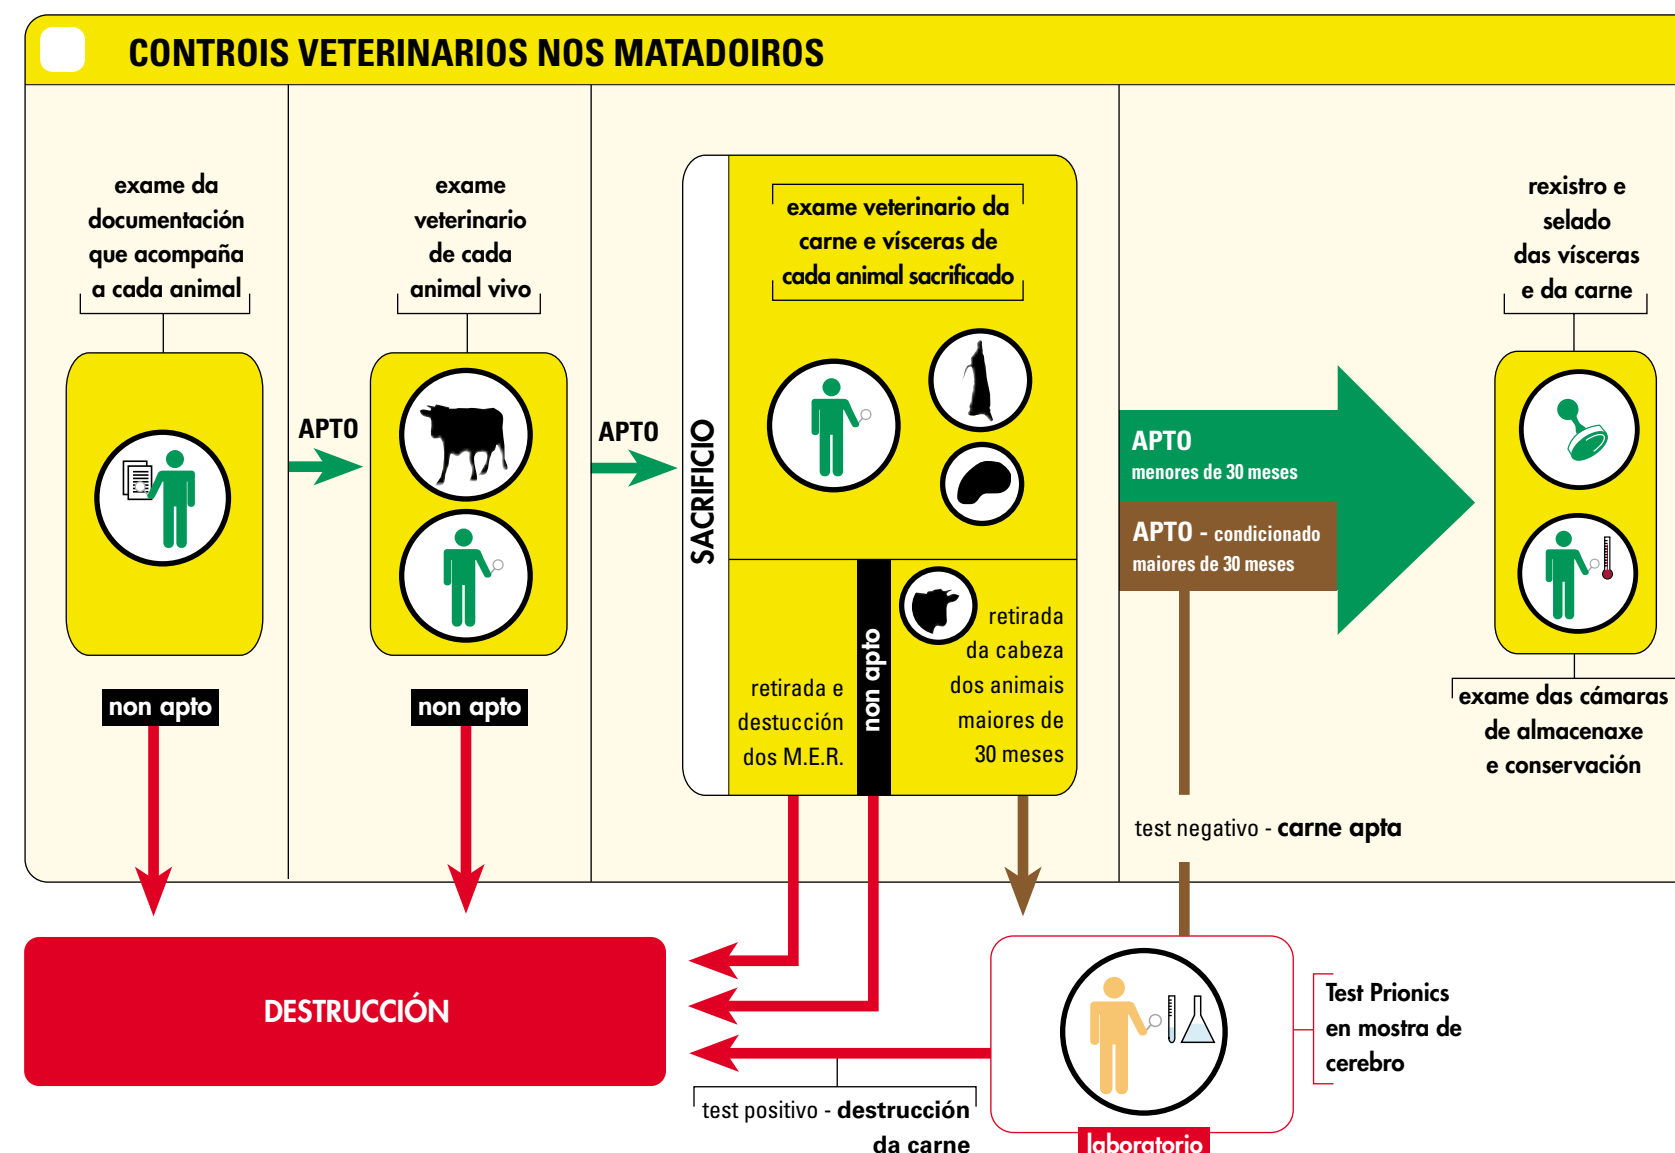 CONTROIS VETERINARIOS NOS MATADOIROS
exame da
documentación
que acompaña
a cada animal
APTO
non apto
exame
veterinario
de cada
animal vivo
APTO
non apto
SACRIFICIO
exame veterinario da
carne e vísceras de
cada animal sacrificado
retirada e
destucción
dos M.E.R.
non apto
retirada
da cabeza
dos animais
maiores de
30 meses
APTO
menores de 30 meses
APTO - condicionado
maiores de 30 meses
test negativo - carne apta
rexistro e
selado
das vísceras
e da carne
exame das cámaras
de almacenaxe
e conservación
DESTRUCCIÓN
test positivo - destrucción
da carne
laboratorio
Test Prionics
en mostra de
cerebro